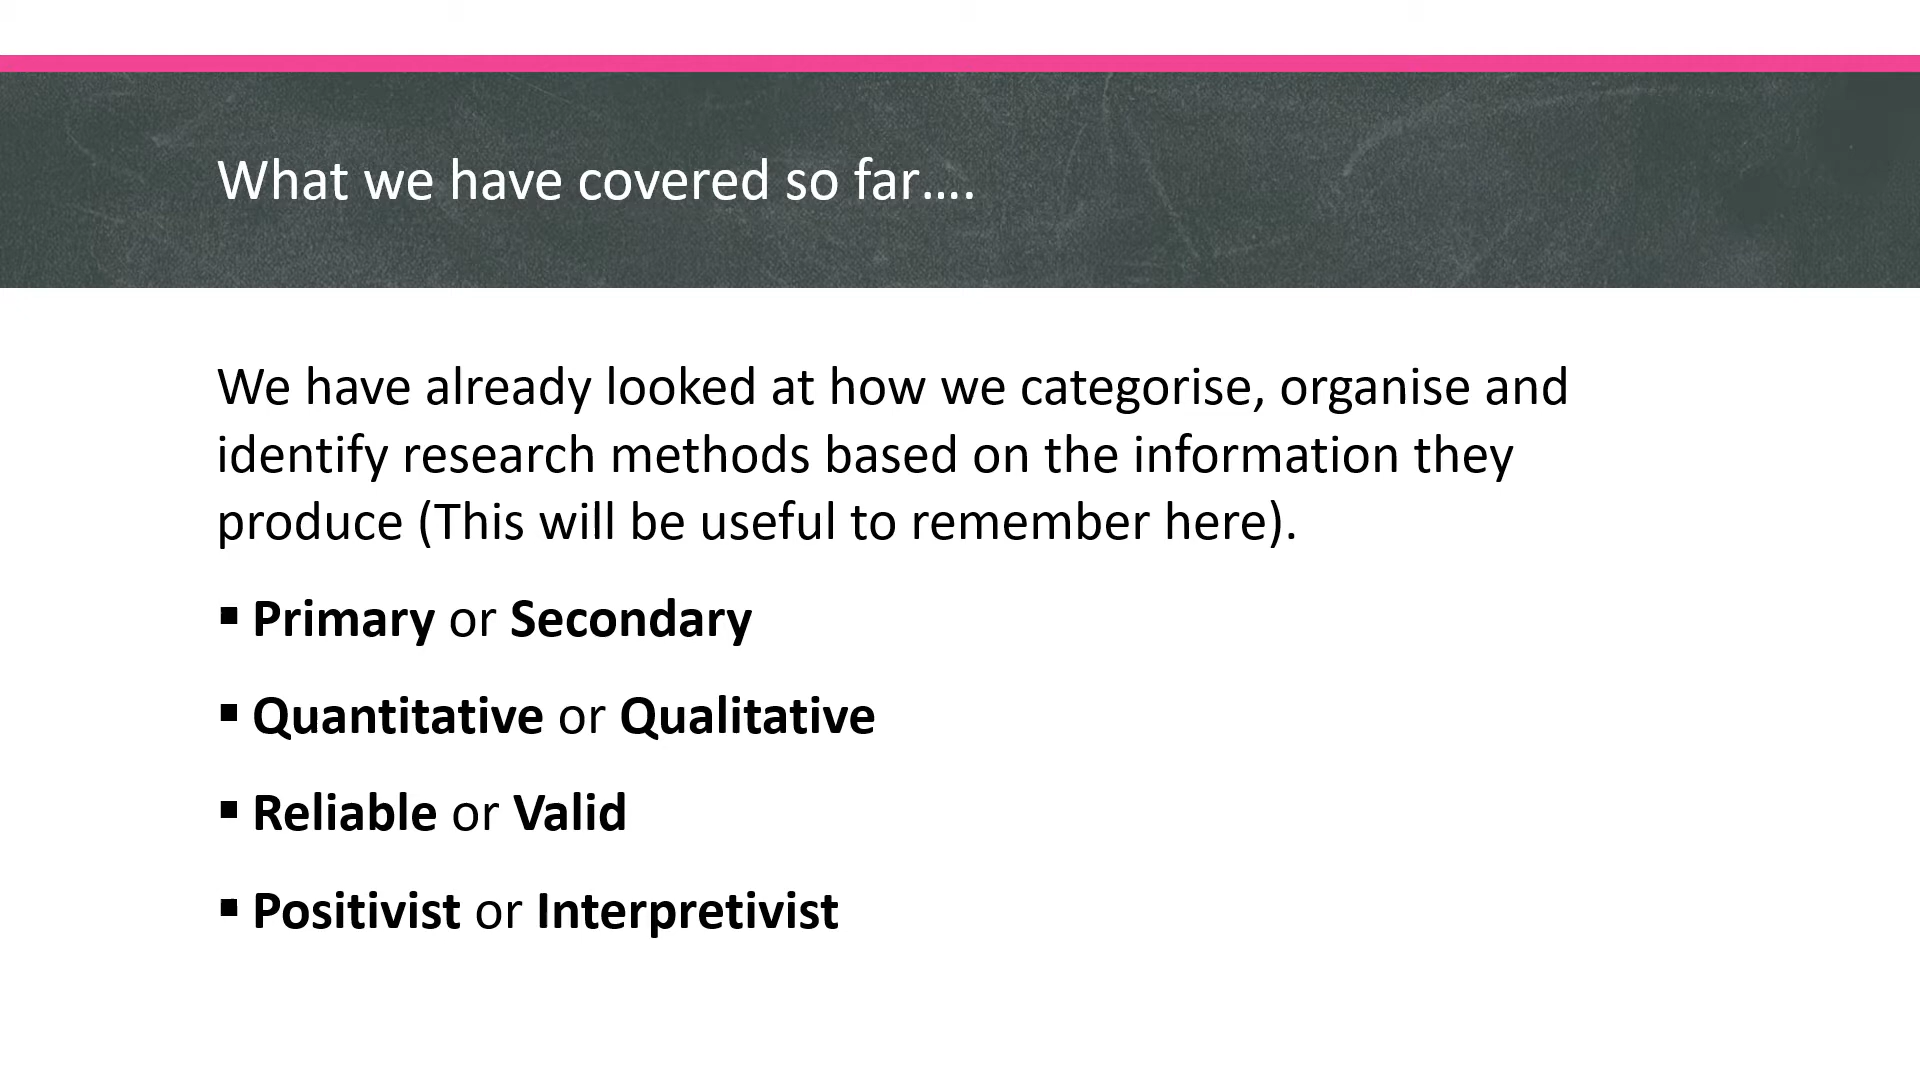 What we have covered so far….
We have already looked at how we categorise, organise and
identify research methods based on the information they
produce (This will be useful to remember here).
▪ Primary or Secondary
▪ Quantitative or Qualitative
▪ Reliable or Valid
▪ Positivist or Interpretivist